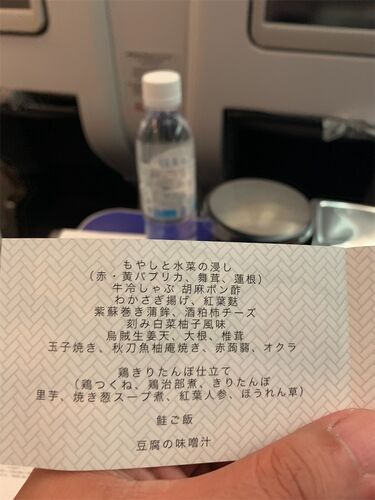 もやしと水菜の浸し
（赤・黄パプリカ、舞茸、蓮根）
牛冷しゃぶ 胡麻ポン酢
わかさぎ揚げ、紅葉麩
紫蘇巻き蒲鉾、酒粕柿チーズ
刻み白菜柚子風味
烏賊生姜天、大根、椎茸
玉子焼き、秋刀魚柚庵焼き、赤蒟蒻、オクラ
鶏きりたんぽ仕立て
（鶏つくね、鶏治部煮、きりたんぽ
里芋、焼き葱スープ煮、紅葉人参、ほうれん草）
鮭ご飯
豆腐の味噌汁